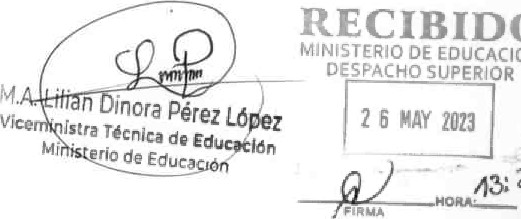 M.A. Lilian Dinora Pérez López
Viceministra Técnica de Educación
Ministerio de Educación
RECIBIDO
MINISTERIO DE EDUCACIÓN
DESPACHO SUPERIOR
26 MAY 2023
13:
HORA:
FIRMA